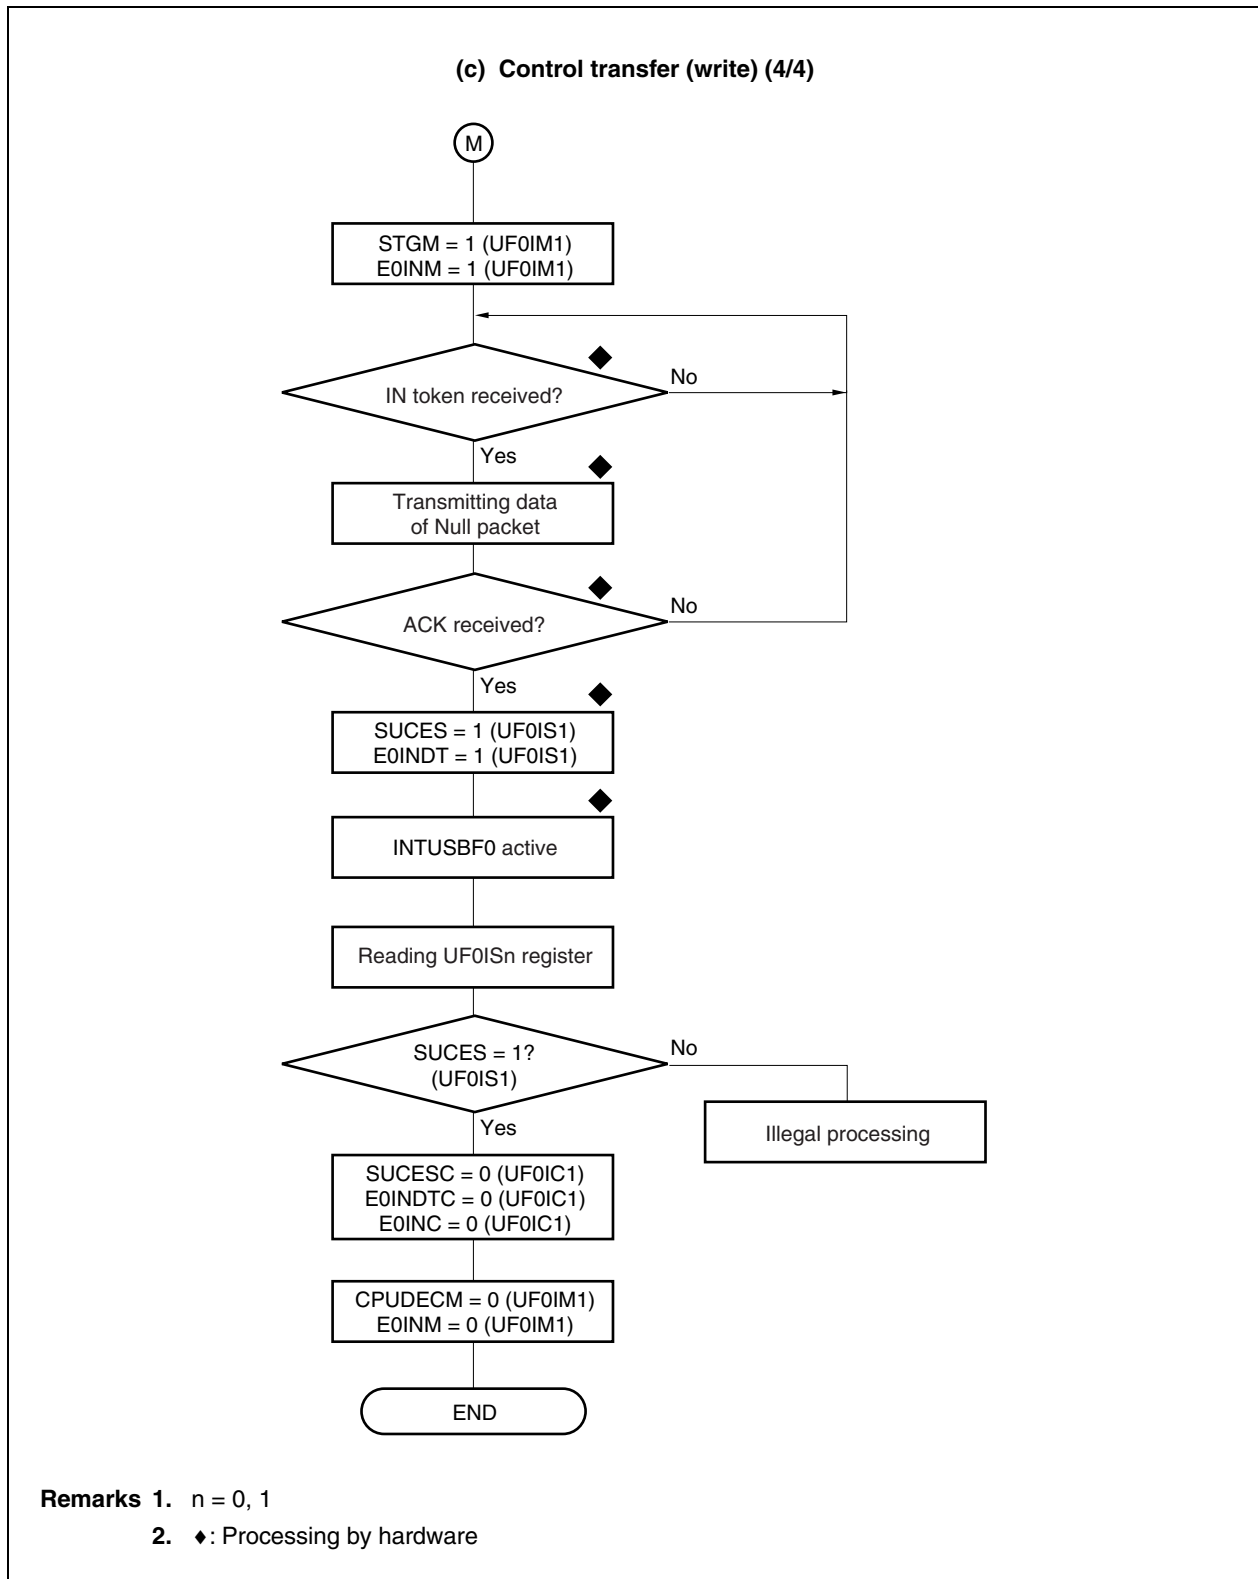 (c) Control transfer (write) (4/4)
M
STGM = 1 (UF0IM1)
E0INM = 1 (UF0IM1)
IN token received?
No
Yes
Transmitting data
of Null packet
ACK received?
No
Yes
SUCES = 1 (UF0IS1)
E0INDT = 1 (UF0IS1)
INTUSBF0 active
Reading UF0ISn register
SUCES = 1?
(UF0IS1)
No
Yes
Illegal processing
SUCESC = 0 (UF0IC1)
E0INDTC = 0 (UF0IC1)
E0INC = 0 (UF0IC1)
CPUDECM = 0 (UF0IM1)
E0INM = 0 (UF0IM1)
END
Remarks 1. n = 0, 1
2. ♦: Processing by hardware